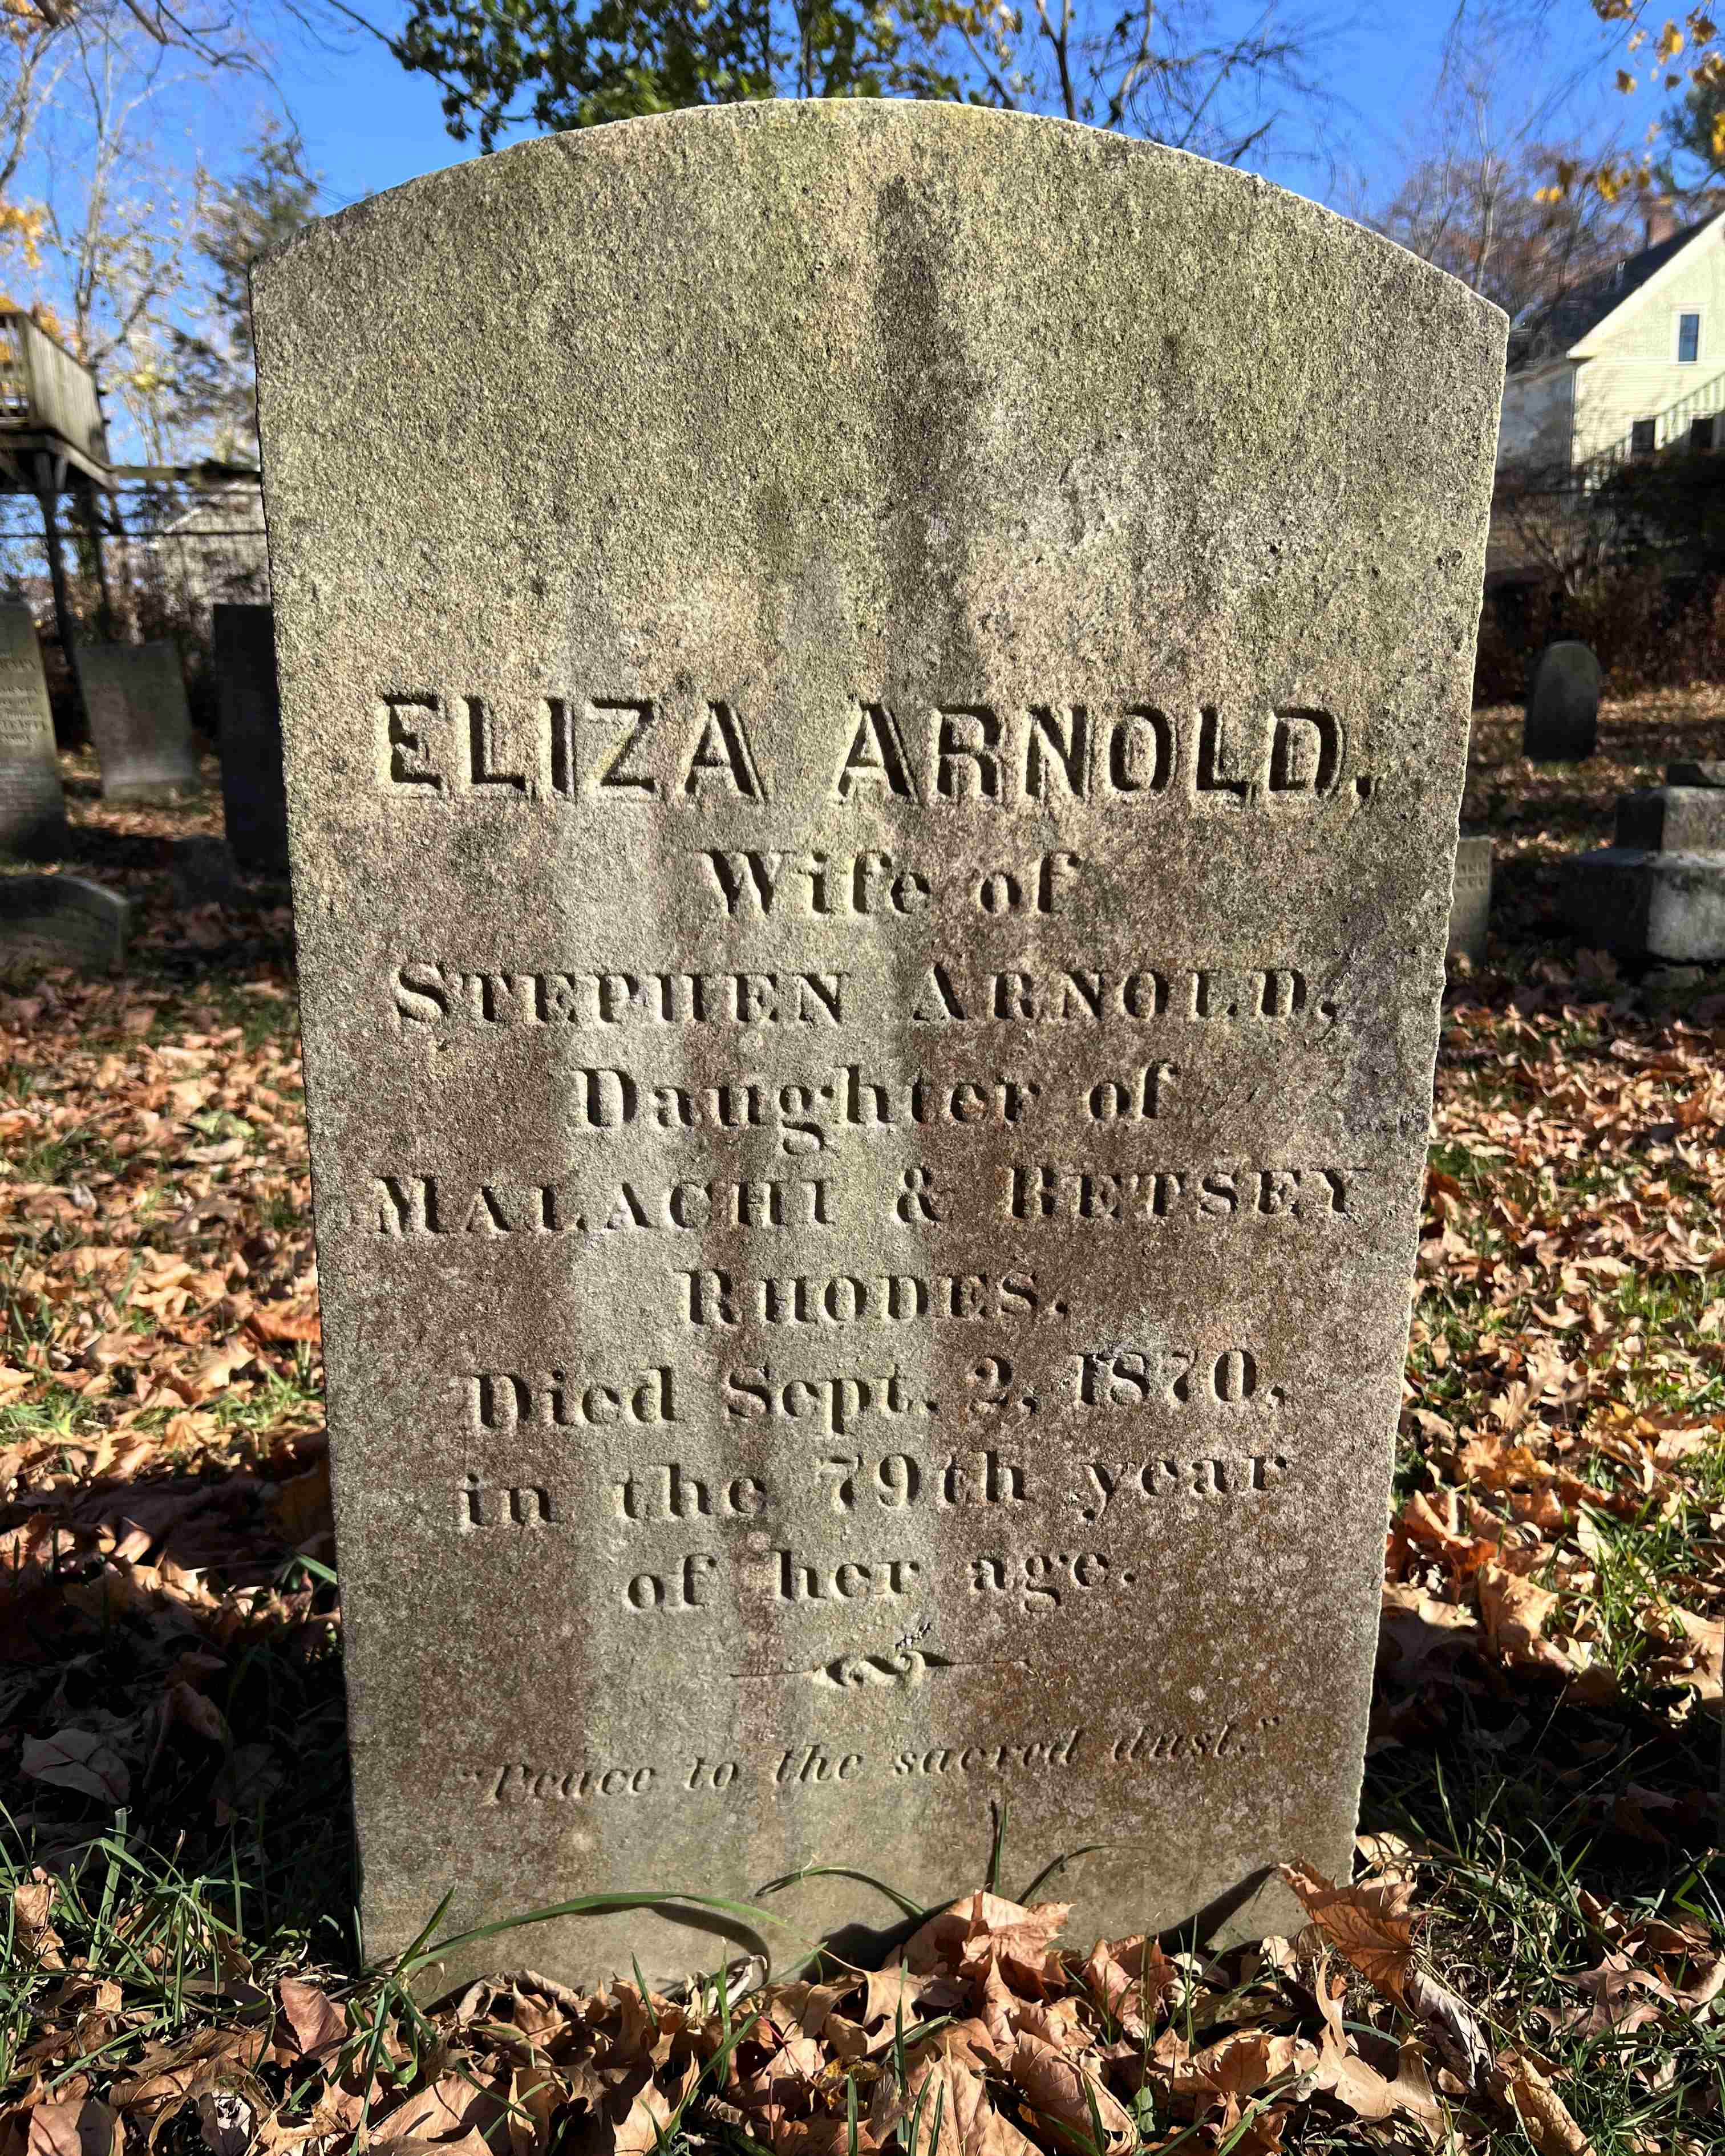 ELIZA ARNOLD.
Wife of
STEPHEN ARNOLD,
Daughter of
MALACHI & BETSEY
RHODES.
Died Sept. 2, 1870,
in the 79th year
of her age.
"Peace to the sacred dust."